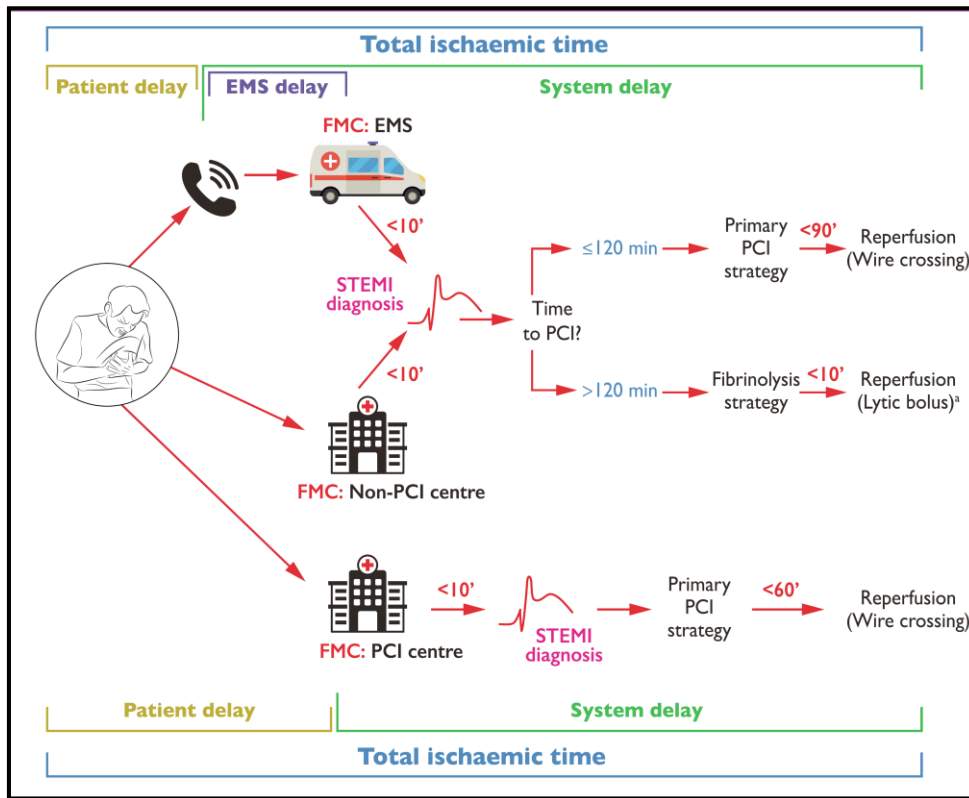 Total ischaemic time
Patient delay
EMS delay
System delay
FMC: EMS
<10'
STEMI
diagnosis
<10'
Time
to PCI?
≤120 min
Primary
PCI
strategy
<90'
Reperfusion
(Wire crossing)
>120 min
Fibrinolysis
strategy
<10'
Reperfusion
(Lytic bolus)ª
FMC: Non-PCI centre
FMC: PCI centre
<10'
STEMI
diagnosis
Primary
PCI
strategy
<60'
Reperfusion
(Wire crossing)
Patient delay
System delay
Total ischaemic time